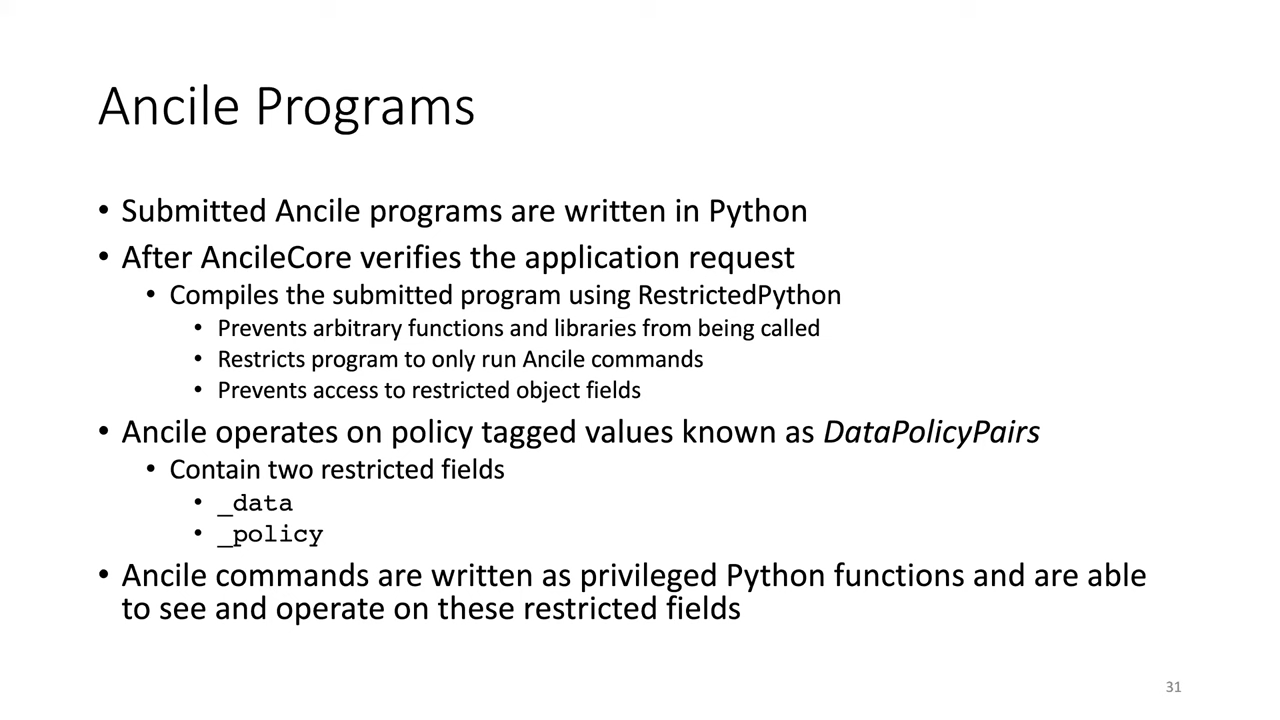 Ancile Programs
• Submitted Ancile programs are written in Python
• After AncileCore verifies the application request
• Compiles the submitted program using RestrictedPython
• Prevents arbitrary functions and libraries from being called
• Restricts program to only run Ancile commands
• Prevents access to restricted object fields
• Ancile operates on policy tagged values known as DataPolicyPairs
• Contain two restricted fields
• _data
• _policy
• Ancile commands are written as privileged Python functions and are able
to see and operate on these restricted fields
31